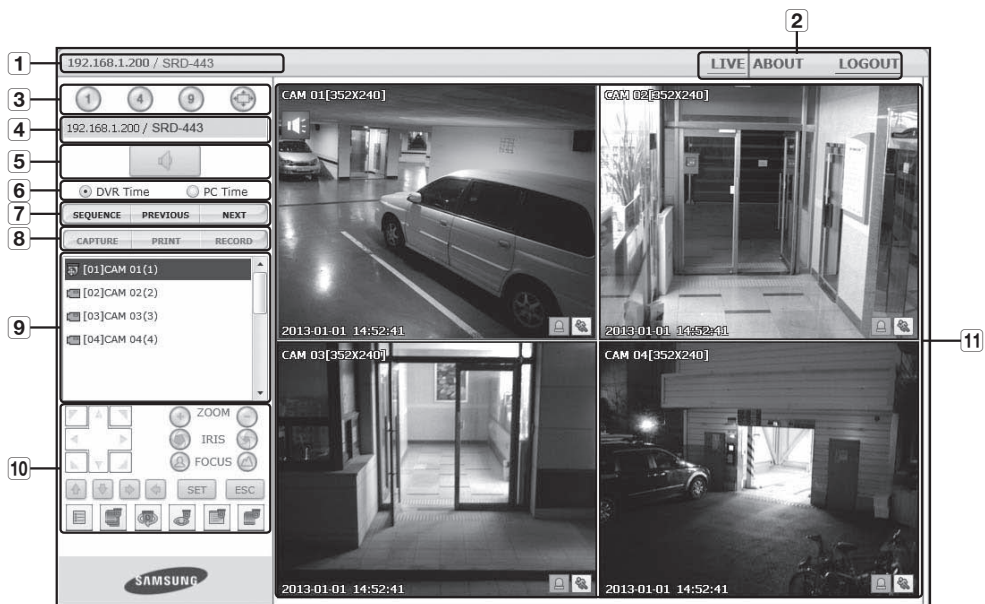 2
1
192.168.1.200 / SRD-443
LIVE ABOUT LOGOUT
3
1 4 9
4
192.168.1.200 / SRD-443
5
6
DVR Time PC Time
7
SEQUENCE PREVIOUS NEXT
8
CAPTURE PRINT RECORD
9
[01]CAM 01(1)
[02]CAM 02(2)
[03]CAM 03(3)
[04]CAM 04(4)
10
ZOOM
IRIS
FOCUS
SET ESC
SAMSUNG
CAM 01[352X240]
2013-01-01 14:52:41
CAM 02[352X240]
2013-01-01 14:52:41
11
CAM 03[352X240]
2013-01-01 14:52:41
CAM 04[352X240]
2013-01-01 14:52:41